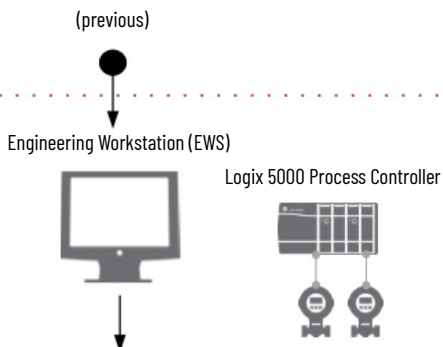 (previous)
Engineering Workstation (EWS)
Logix 5000 Process Controller